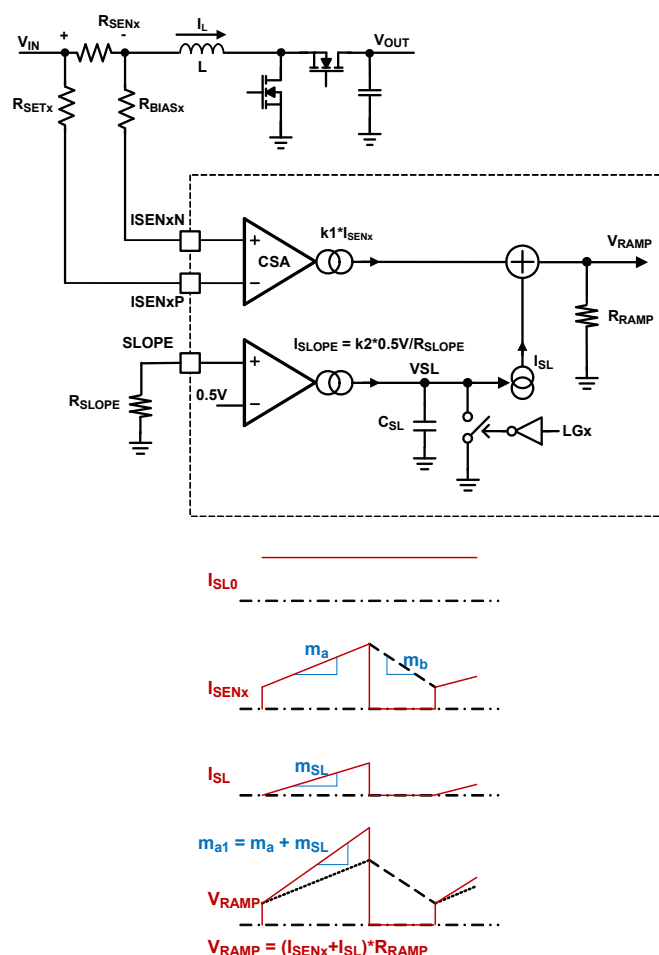 RSENx
VIN
+
-
IL
VOUT
L
RSETx
RBIASx
ISENxN
+
CSA
k1*ISENx
VRAMP
ISENxP
−
RRAMP
SLOPE
ISLOPE = k2*0.5V/RSLOPE
+
VSL
ISL
RSLOPE
0.5V
−
CSL
LGx
ISL0
ma
mb
ISENx
mSL
ISL
ma1 = ma + mSL
VRAMP
VRAMP = (ISENx+ISL)*RRAMP